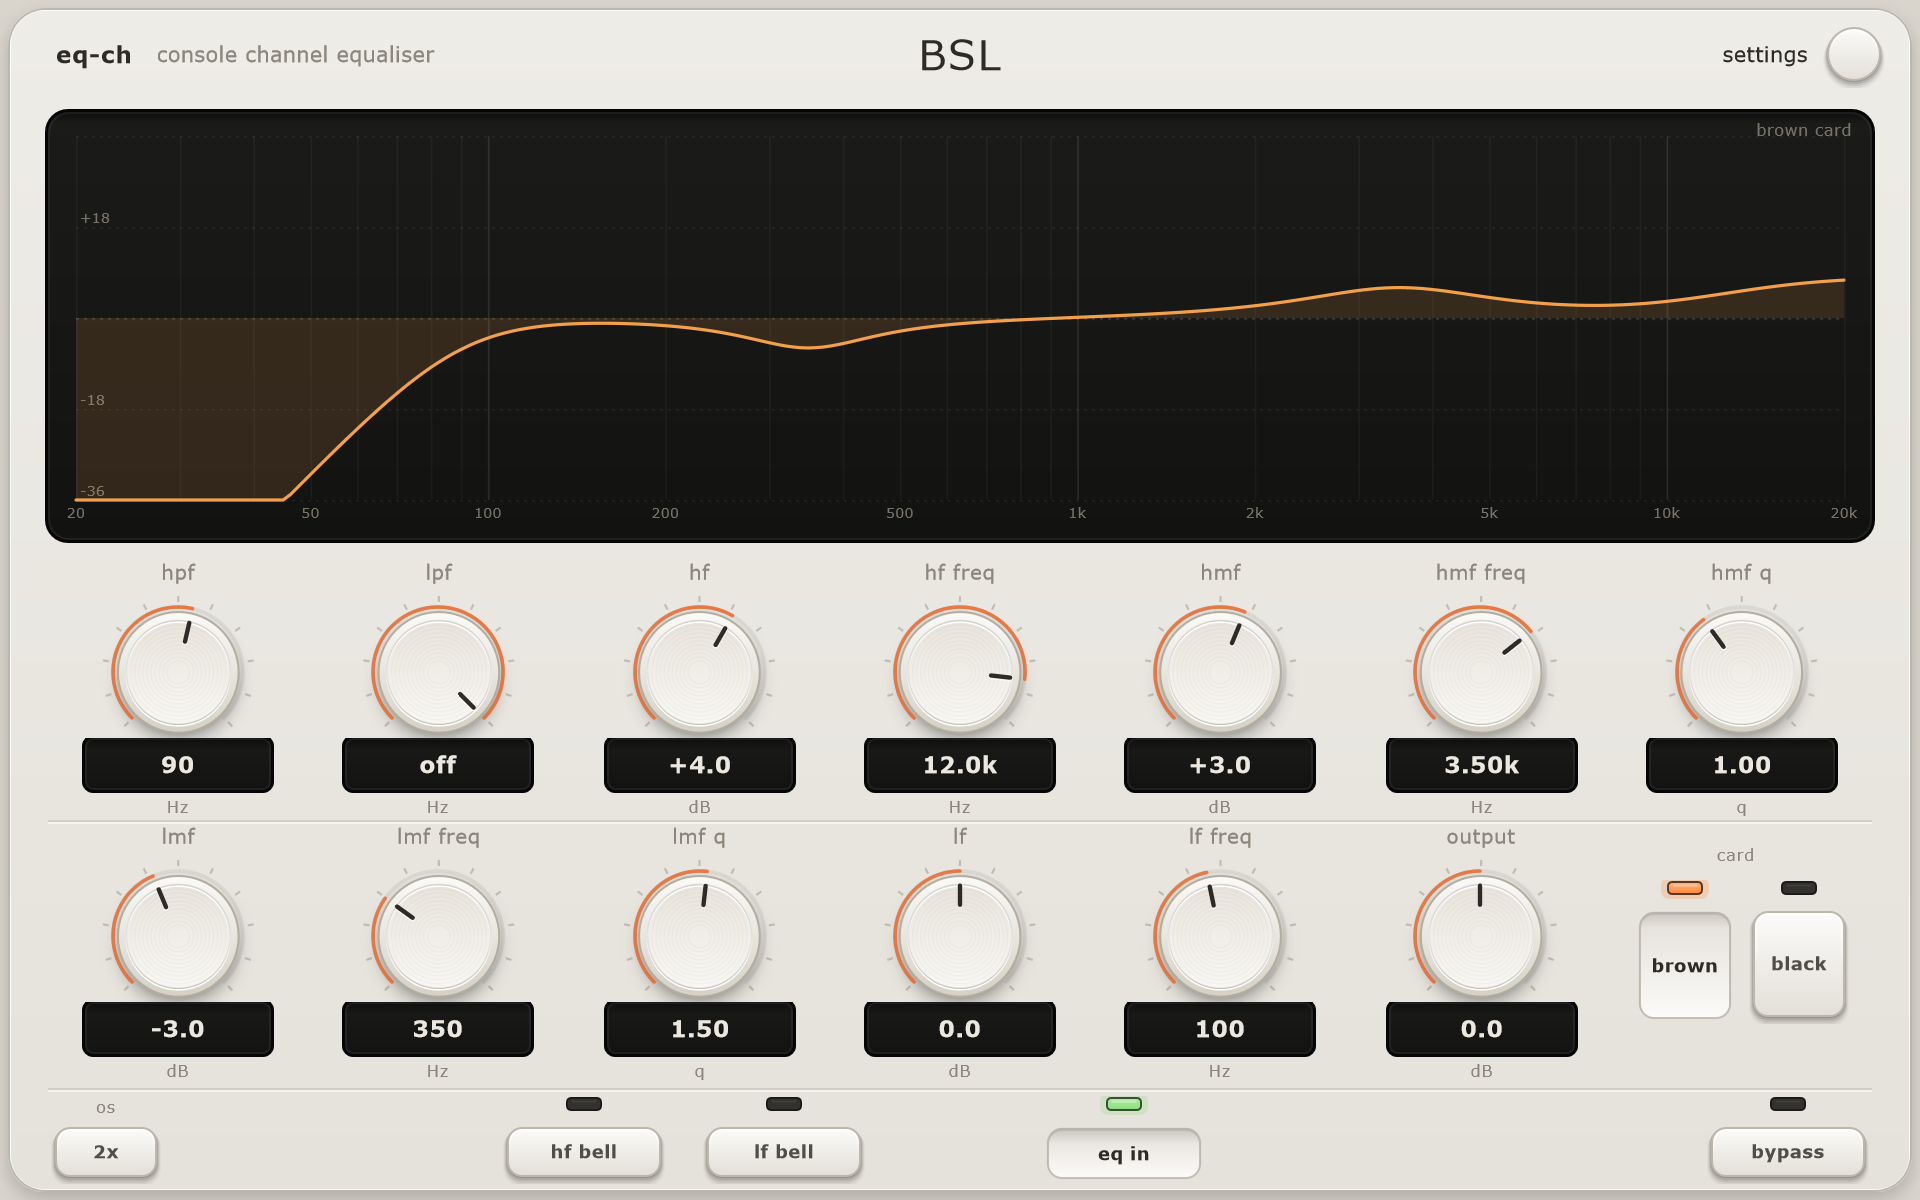 eq-ch console channel equaliser BSL settings
brown card
+18
-18
-36
20 50 100 200 500 1k 2k 5k 10k 20k
hpf lpf hf hf freq hmf hmf freq hmf q
90 off +4.0 12.0k +3.0 3.50k 1.00
Hz Hz dB Hz dB Hz q
lmf lmf freq lmf q lf lf freq output
card
brown black
-3.0 350 1.50 0.0 100 0.0
dB Hz q dB Hz dB
os
2x hf bell lf bell eq in bypass